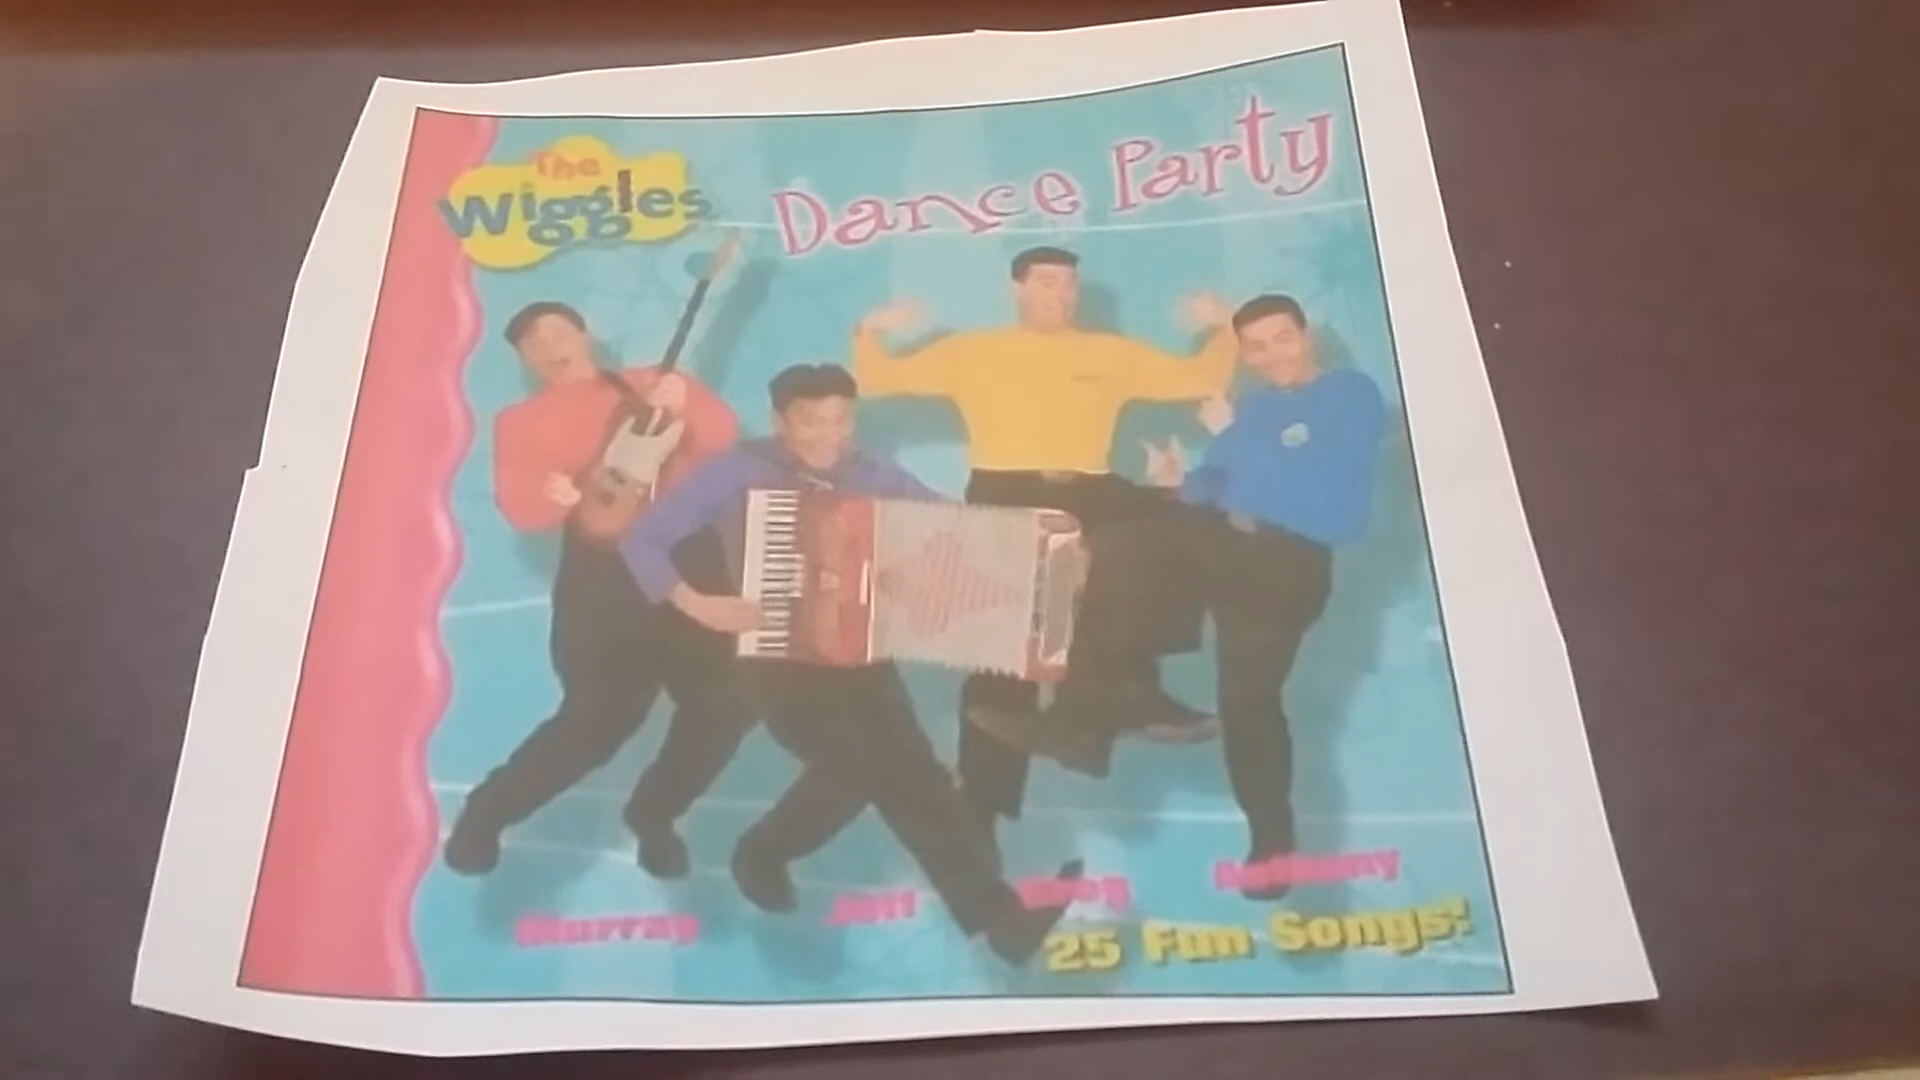 The
Wiggles
Dance Party
Murray
Jeff
Greg
Anthony
25 Fun Songs!